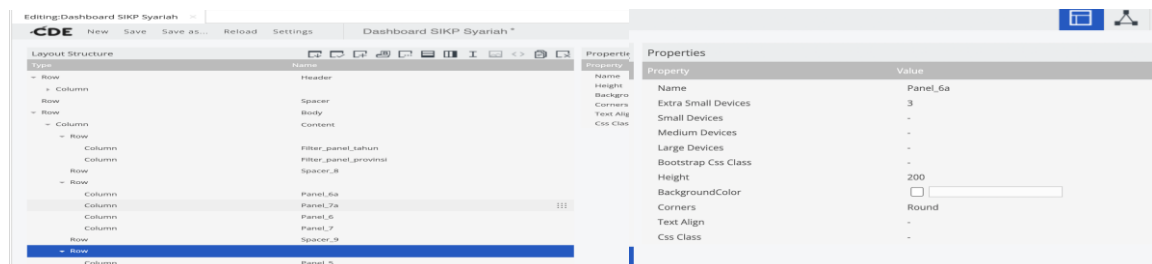 Editing:Dashboard SIKP Syariah ×
CDE New Save Save as... Reload Settings Dashboard SIKP Syariah *
Layout Structure
Type Name
Row Header
Column
Row Spacer
Row Body
Column Content
Row
Column Filter_panel_tahun
Column Filter_panel_provinsi
Row Spacer_8
Row
Column Panel_6a
Column Panel_7a
Column Panel_6
Column Panel_7
Row Spacer_9
Row
Column Panel_5
Propertie
Property
Name
Height
Backgro
Corners
Text Alig
Css Clas
Properties
Property Value
Name Panel_6a
Extra Small Devices 3
Small Devices -
Medium Devices -
Large Devices -
Bootstrap Css Class -
Height 200
BackgroundColor
Corners Round
Text Align -
Css Class -